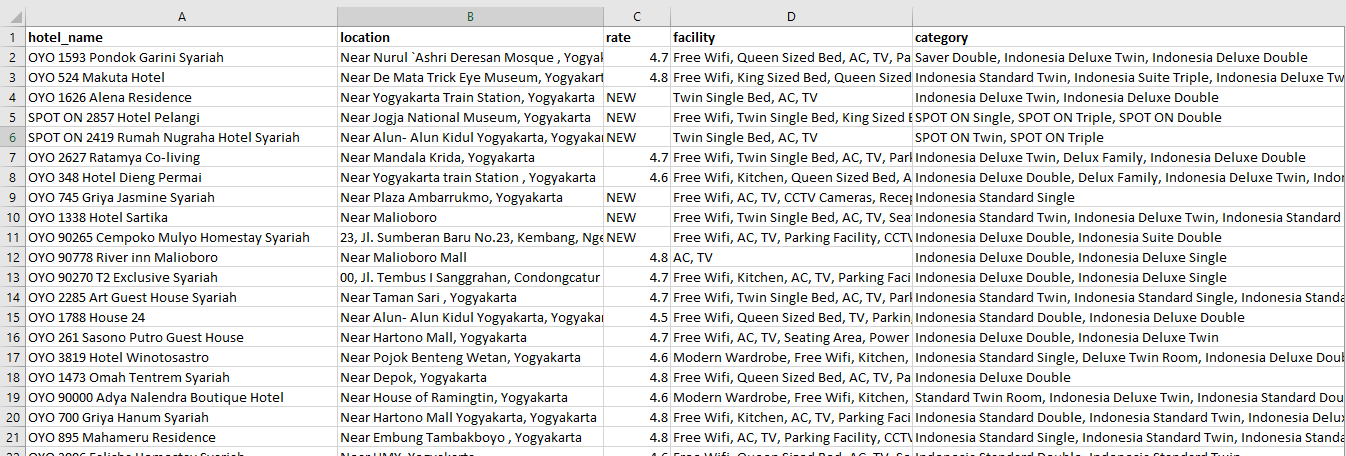 A B C D
1 hotel_name location rate facility category
2 OYO 1593 Pondok Garini Syariah Near Nurul `Ashri Deresan Mosque , Yogyal 4.7 Free Wifi, Queen Sized Bed, AC, TV, Pa Saver Double, Indonesia Deluxe Twin, Indonesia Deluxe Double
3 OYO 524 Makuta Hotel Near De Mata Trick Eye Museum, Yogyakart 4.8 Free Wifi, King Sized Bed, Queen Sized Indonesia Standard Twin, Indonesia Suite Triple, Indonesia Deluxe Tw
4 OYO 1626 Alena Residence Near Yogyakarta Train Station, Yogyakarta NEW Twin Single Bed, AC, TV Indonesia Deluxe Twin, Indonesia Deluxe Double
5 SPOT ON 2857 Hotel Pelangi Near Jogja National Museum, Yogyakarta NEW Free Wifi, Twin Single Bed, King Sized SPOT ON Single, SPOT ON Triple, SPOT ON Double
6 SPOT ON 2419 Rumah Nugraha Hotel Syariah Near Alun- Alun Kidul Yogyakarta, Yogyaka NEW Twin Single Bed, AC, TV SPOT ON Twin, SPOT ON Triple
7 OYO 2627 Ratamya Co-living Near Mandala Krida, Yogyakarta 4.7 Free Wifi, Twin Single Bed, AC, TV, Parl Indonesia Deluxe Twin, Delux Family, Indonesia Deluxe Double
8 OYO 348 Hotel Dieng Permai Near Yogyakarta train Station , Yogyakarta 4.6 Free Wifi, Kitchen, Queen Sized Bed, A Indonesia Deluxe Double, Delux Family, Indonesia Deluxe Twin, Indor
9 OYO 745 Griya Jasmine Syariah Near Plaza Ambarrukmo, Yogyakarta NEW Free Wifi, AC, TV, CCTV Cameras, Recep Indonesia Standard Single
10 OYO 1338 Hotel Sartika Near Malioboro NEW Free Wifi, Twin Single Bed, AC, TV, Sea Indonesia Standard Twin, Indonesia Deluxe Twin, Indonesia Standard
11 OYO 90265 Cempoko Mulyo Homestay Syariah 23, Jl. Sumberan Baru No.23, Kembang, Nge NEW Free Wifi, AC, TV, Parking Facility, CCTV Indonesia Deluxe Double, Indonesia Suite Double
12 OYO 90778 River inn Malioboro Near Malioboro Mall 4.8 AC, TV Indonesia Deluxe Double, Indonesia Deluxe Single
13 OYO 90270 T2 Exclusive Syariah 00, Jl. Tembus I Sanggrahan, Condongcatur 4.7 Free Wifi, Kitchen, AC, TV, Parking Faci Indonesia Deluxe Double, Indonesia Deluxe Single
14 OYO 2285 Art Guest House Syariah Near Taman Sari , Yogyakarta 4.7 Free Wifi, Twin Single Bed, AC, TV, Parl Indonesia Standard Twin, Indonesia Standard Single, Indonesia Standa
15 OYO 1788 House 24 Near Alun- Alun Kidul Yogyakarta, Yogyaka 4.5 Free Wifi, Queen Sized Bed, TV, Parkin Indonesia Standard Double, Indonesia Deluxe Double
16 OYO 261 Sasono Putro Guest House Near Hartono Mall, Yogyakarta 4.7 Free Wifi, AC, TV, Seating Area, Power Indonesia Deluxe Double, Indonesia Deluxe Twin
17 OYO 3819 Hotel Winotosastro Near Pojok Benteng Wetan, Yogyakarta 4.6 Modern Wardrobe, Free Wifi, Kitchen, Indonesia Standard Single, Deluxe Twin Room, Indonesia Deluxe Doul
18 OYO 1473 Omah Tentrem Syariah Near Depok, Yogyakarta 4.8 Free Wifi, Queen Sized Bed, AC, TV, Pa Indonesia Deluxe Double
19 OYO 90000 Adya Nalendra Boutique Hotel Near House of Ramingtin, Yogyakarta 4.6 Modern Wardrobe, Free Wifi, Kitchen, Standard Twin Room, Indonesia Deluxe Twin, Indonesia Standard Dou
20 OYO 700 Griya Hanum Syariah Near Hartono Mall Yogyakarta, Yogyakarta 4.8 Free Wifi, Kitchen, AC, TV, Parking Faci Indonesia Standard Double, Indonesia Standard Twin, Indonesia Delu
21 OYO 895 Mahameru Residence Near Embung Tambakboyo , Yogyakarta 4.8 Free Wifi, AC, TV, Parking Facility, CCTV Indonesia Standard Single, Indonesia Standard Twin, Indonesia Standa